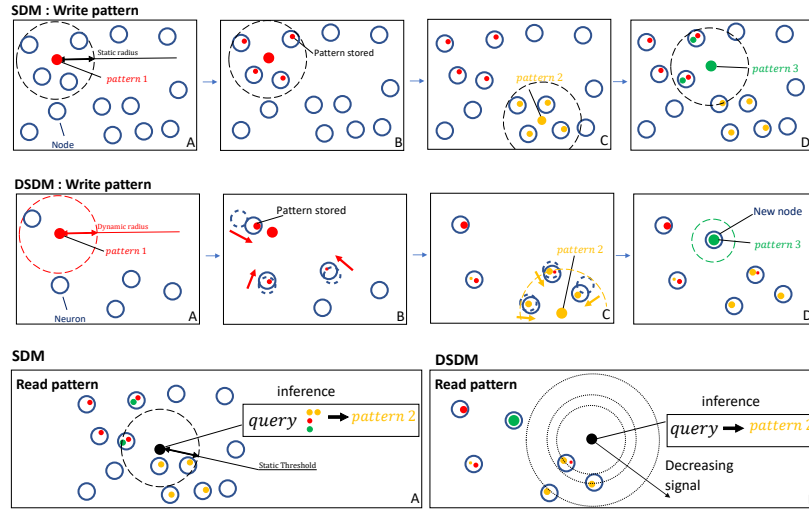 SDM : Write pattern
Static radius
pattern 1
Node
A
Pattern stored
B
pattern 2
C
pattern 3
D
DSDM : Write pattern
Dynamic radius
pattern 1
Neuron
A
Pattern stored
B
pattern 2
C
New node
pattern 3
D
SDM
Read pattern
inference
query pattern 2
Static Threshold
A
DSDM
Read pattern
inference
query pattern 2
Decreasing
signal